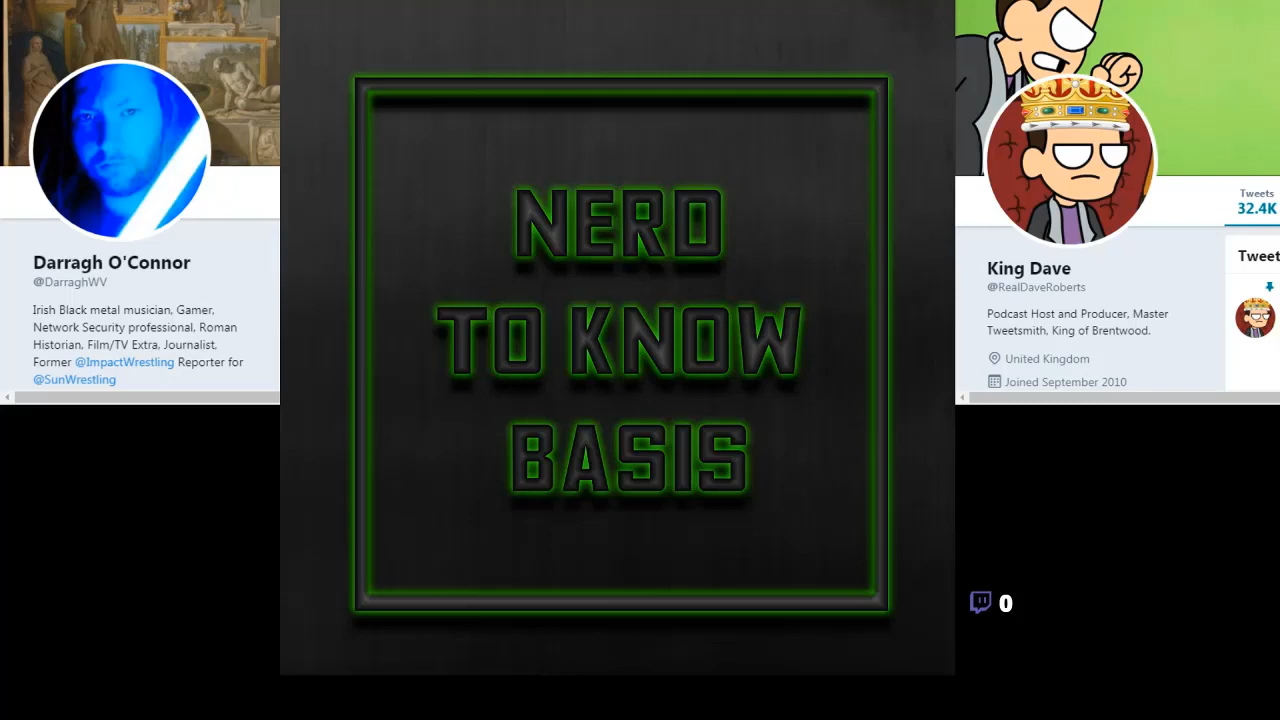 Darragh O'Connor
@DarraghWV
Irish Black metal musician, Gamer,
Network Security professional, Roman
Historian, Film/TV Extra, Journalist,
Former @ImpactWrestling Reporter for
@SunWrestling
NERD
TO KNOW
BASIS
Tweets
32.4K
King Dave
@RealDaveRoberts
Podcast Host and Producer, Master
Tweetsmith, King of Brentwood.
United Kingdom
Joined September 2010
Tweet
0